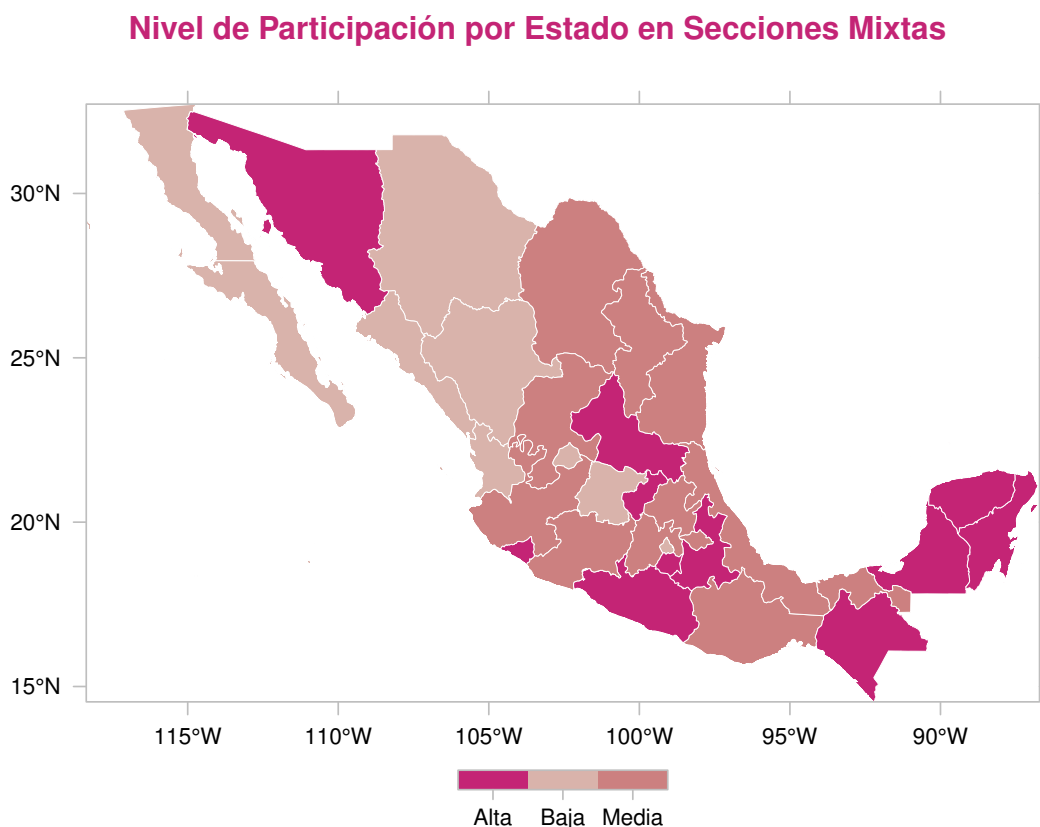 Nivel de Participación por Estado en Secciones Mixtas
30°N
25°N
20°N
15°N
115°W 110°W 105°W 100°W 95°W 90°W
Alta Baja Media